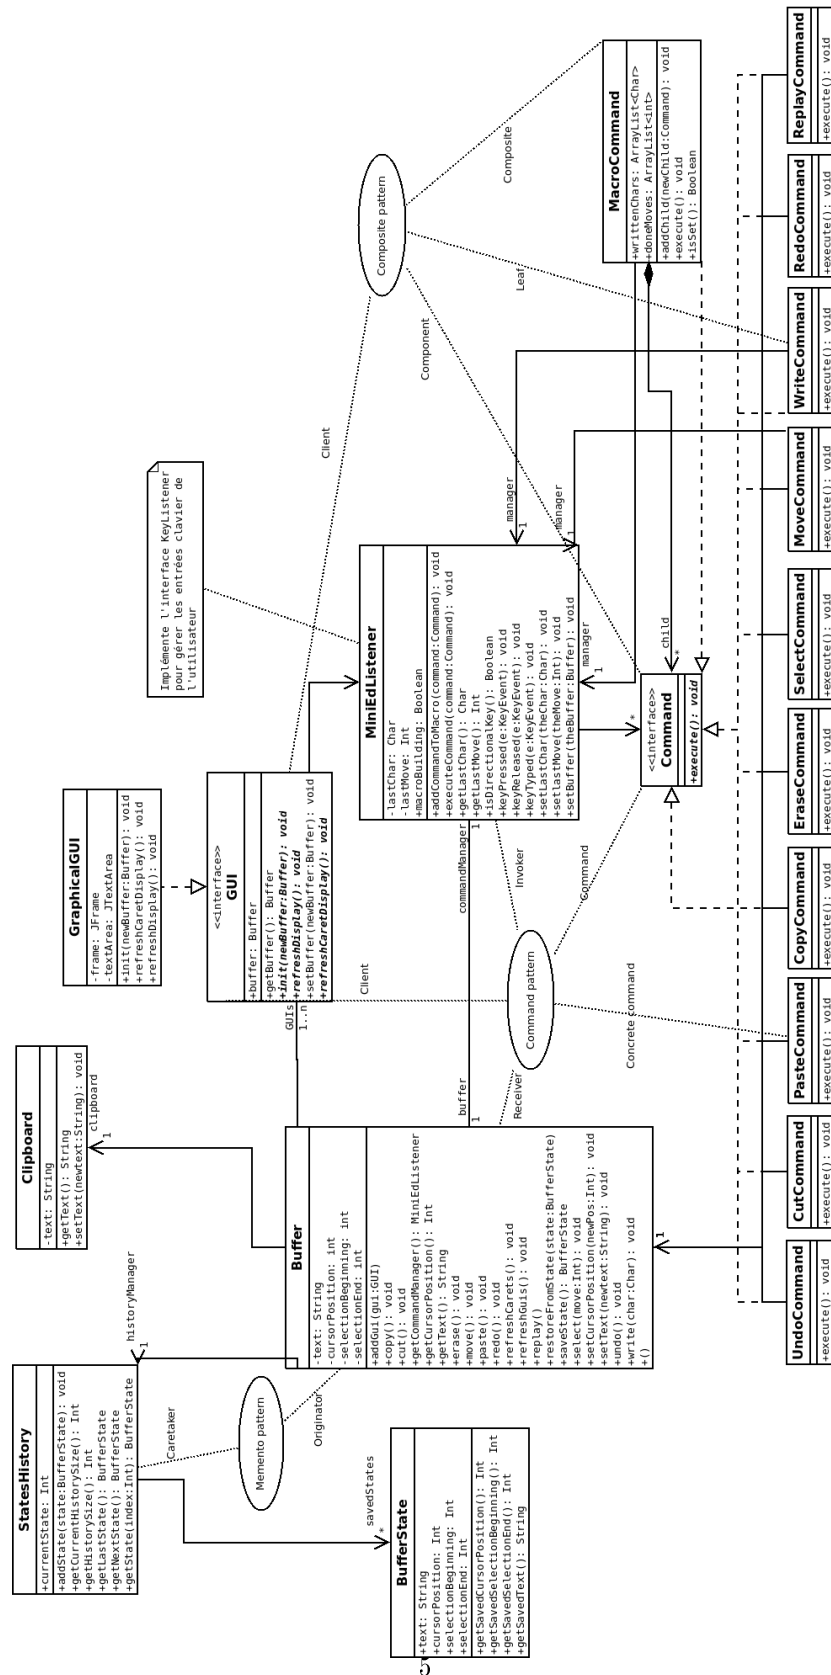 StatesHistory
+currentState: Int
+addState(state:BufferState): void
+getCurrentHistorySize(): Int
+getHistorySize(): Int
+getLastState(): BufferState
+getNextState(): BufferState
+getState(index:Int): BufferState
historyManager
1
Clipboard
-text: String
+getText(): String
+setText(newtext:String): void
clipboard
1
GraphicalGUI
-frame: JFrame
-textArea: JTextArea
+init(newBuffer:Buffer): void
+refreshCaretDisplay(): void
+refreshDisplay(): void
Implémente l'interface KeyListener
pour gérer les entrées clavier de
l'utilisateur
<<interface>>
GUI
+buffer: Buffer
+getBuffer(): Buffer
+init(newBuffer:Buffer): void
+refreshDisplay(): void
+setBuffer(newBuffer:Buffer): void
+refreshCaretDisplay(): void
GUIs
1..n
Client
Client
Caretaker
Memento pattern
Originator
savedStates
*
BufferState
+text: String
+cursorPosition: Int
+selectionBeginning: Int
+selectionEnd: Int
+getSavedCursorPosition(): Int
+getSavedSelectionBeginning(): Int
+getSavedSelectionEnd(): Int
+getSavedText(): String
Buffer
-text: String
-cursorPosition: int
-selectionBeginning: int
-selectionEnd: int
+addGui(gui:GUI)
+copy(): void
+cut(): void
+getCommandManager(): MiniEdListener
+getCursorPosition(): Int
+getText(): String
+erase(): void
+move(): void
+paste(): void
+redo(): void
+refreshCarets(): void
+refreshGuis(): void
+replay()
+restoreFromState(state:BufferState)
+saveState(): BufferState
+select(move:Int): void
+setCursorPosition(newPos:Int): void
+setText(newtext:String): void
+undo(): void
+write(char:Char): void
+()
1
buffer
1
commandManager
1
Receiver
Command pattern
Invoker
Command
Concrete command
MiniEdListener
-lastChar: Char
-lastMove: Int
+macroBuilding: Boolean
+addCommandToMacro(command:Command): void
+executeCommand(command:Command): void
+getLastChar(): Char
+getLastMove(): Int
+isDirectionalKey(): Boolean
+keyPressed(e:KeyEvent): void
+keyReleased(e:KeyEvent): void
+keyTyped(e:KeyEvent): void
+setLastChar(theChar:Char): void
+setlastMove(theMove:Int): void
+setBuffer(theBuffer:Buffer): void
manager
1
manager
1
manager
1
Composite pattern
Component
Leaf
Composite
MacroCommand
+writtenChars: ArrayList<Char>
+doneMoves: ArrayList<int>
+addChild(newChild:Command): void
+execute(): void
+isSet(): Boolean
child
*
*
<<interface>>
Command
+execute(): void
UndoCommand
+execute(): void
CutCommand
+execute(): void
PasteCommand
+execute(): void
CopyCommand
+execute(): void
EraseCommand
+execute(): void
SelectCommand
+execute(): void
MoveCommand
+execute(): void
WriteCommand
+execute(): void
RedoCommand
+execute(): void
ReplayCommand
+execute(): void
5